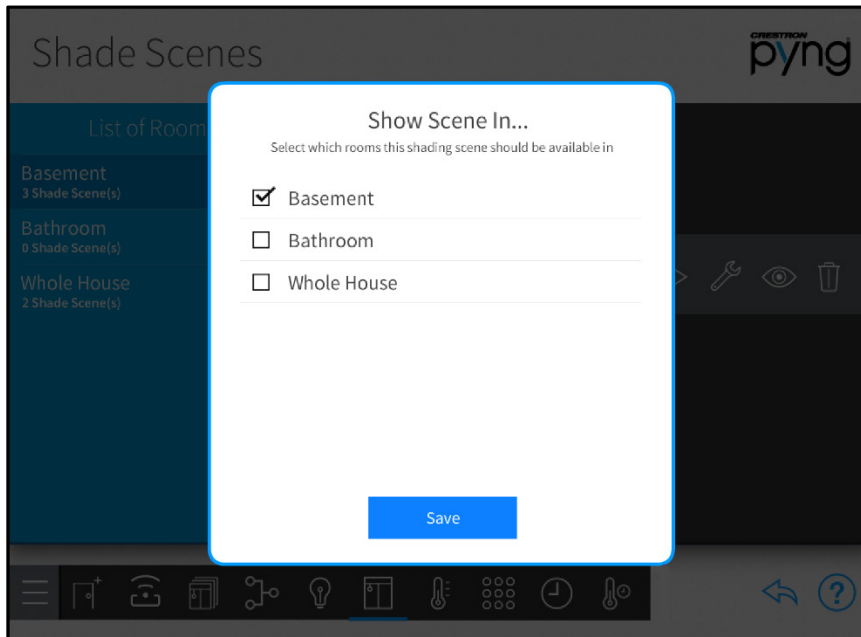 Shade Scenes
CRESTRON
pyng
List of Room
Basement
3 Shade Scene(s)
Bathroom
0 Shade Scene(s)
Whole House
2 Shade Scene(s)
Show Scene In...
Select which rooms this shading scene should be available in
Basement
Bathroom
Whole House
Save
?